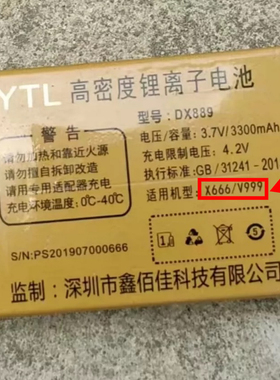 YTL 高密度锂离子电池
型号: DX889
警告
电压/容量: 3.7V/3300mAh
请勿加热和靠近火源
充电限制电压: 4.2V
请勿擅自拆卸改造
执行标准: GB/31241-201
请用专用适配器充电
适用机型: X666/V999
充电环境温度: 0℃-40℃
S/N:PS201907000666
监制: 深圳市鑫佰佳科技有限公